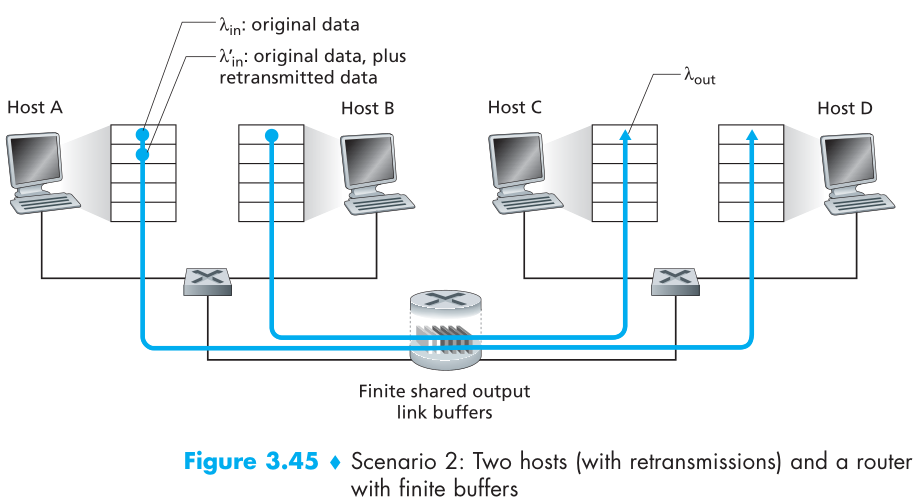 λin: original data
λ'in: original data, plus
retransmitted data
λout
Host A
Host B
Host C
Host D
Finite shared output
link buffers
Figure 3.45 ♦ Scenario 2: Two hosts (with retransmissions) and a router
with finite buffers